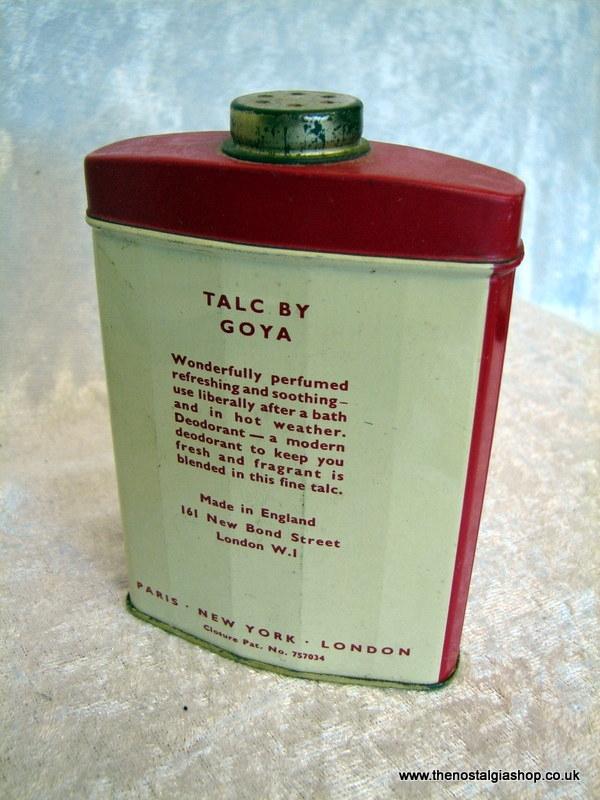 TALC BY
GOYA
Wonderfully perfumed
refreshing and soothing—
use liberally after a bath
and in hot weather.
Deodorant — a modern
deodorant to keep you
fresh and fragrant is
blended in this fine talc.
Made in England
161 New Bond Street
London W.1
PARIS · NEW YORK · LONDON
Closure Pat. No. 757034
www.thenostalgiashop.co.uk